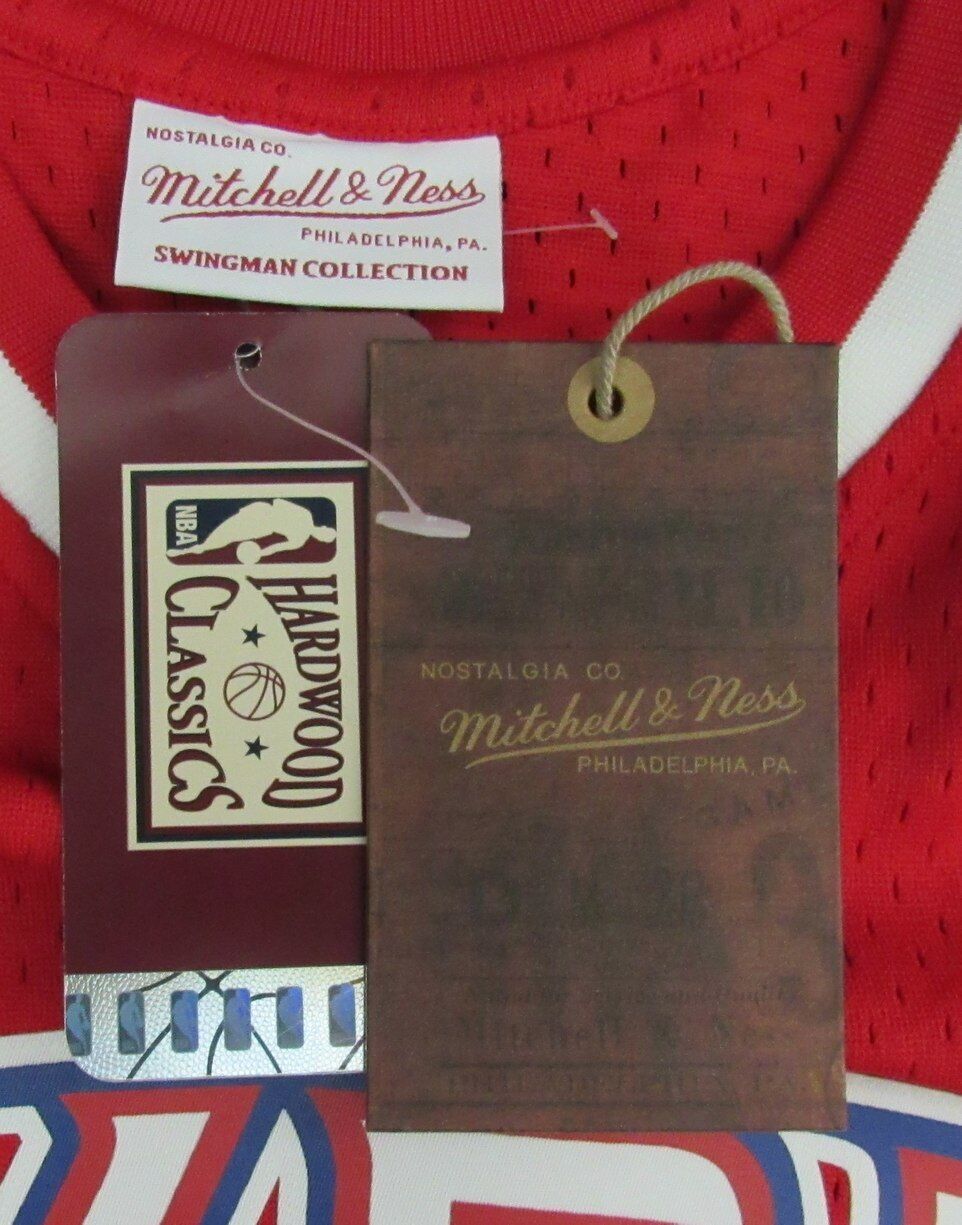 NOSTALGIA CO.
Mitchell & Ness
PHILADELPHIA, PA.
SWINGMAN COLLECTION
NBA
HARDWOOD
CLASSICS
NOSTALGIA CO.
Mitchell & Ness
PHILADELPHIA, PA.